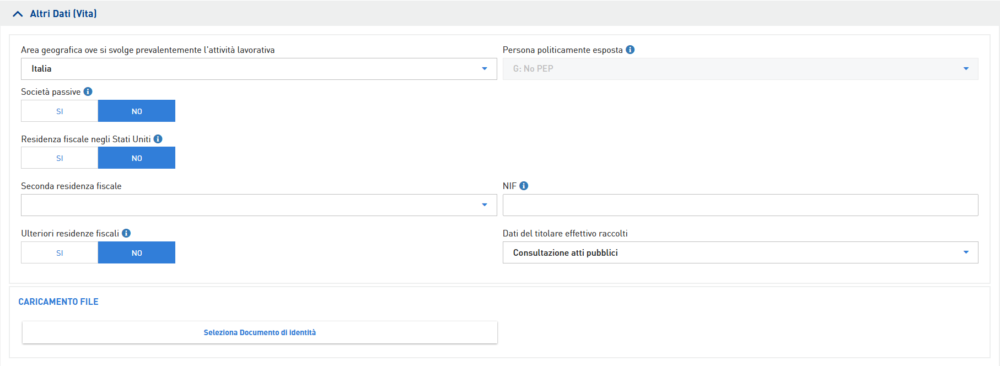 Altri Dati (Vita)
Area geografica ove si svolge prevalentemente l'attività lavorativa
Persona politicamente esposta
Italia
G: No PEP
Società passive
SI
NO
Residenza fiscale negli Stati Uniti
SI
NO
Seconda residenza fiscale
NIF
Ulteriori residenze fiscali
Dati del titolare effettivo raccolti
SI
NO
Consultazione atti pubblici
CARICAMENTO FILE
Seleziona Documento di identità